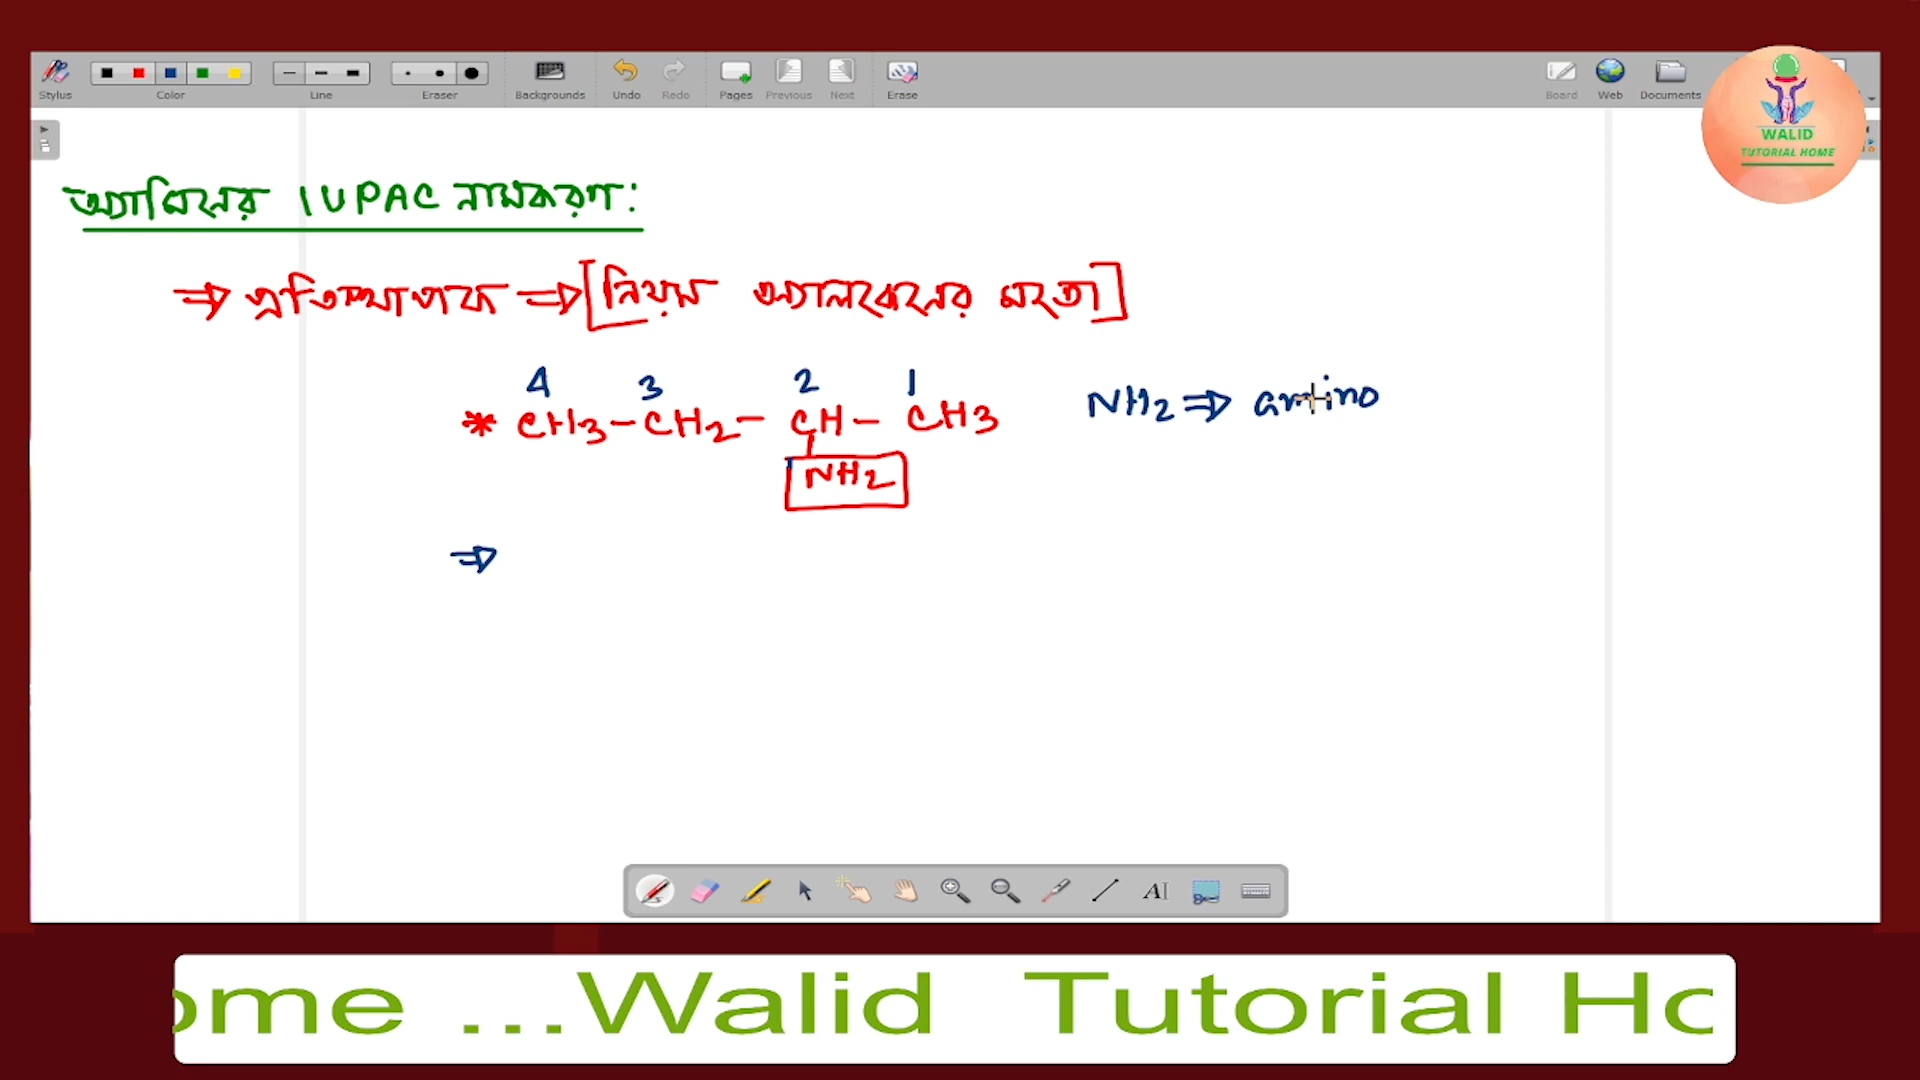 Stylus
Color
Line
Eraser
Backgrounds
Undo
Redo
Pages
Previous
Next
Erase
Board
Web
Documents
WALID
TUTORIAL HOME
অ্যামিনের IUPAC নামকরণ:
⇒ প্রতিস্থাপক ⇒ [নিয়ম অ্যালকেনের মতো]
4 3 2 1
* CH3-CH2-CH-CH3
NH2
NH2 ⇒ amino
⇒
AI
ome ...Walid Tutorial Ho